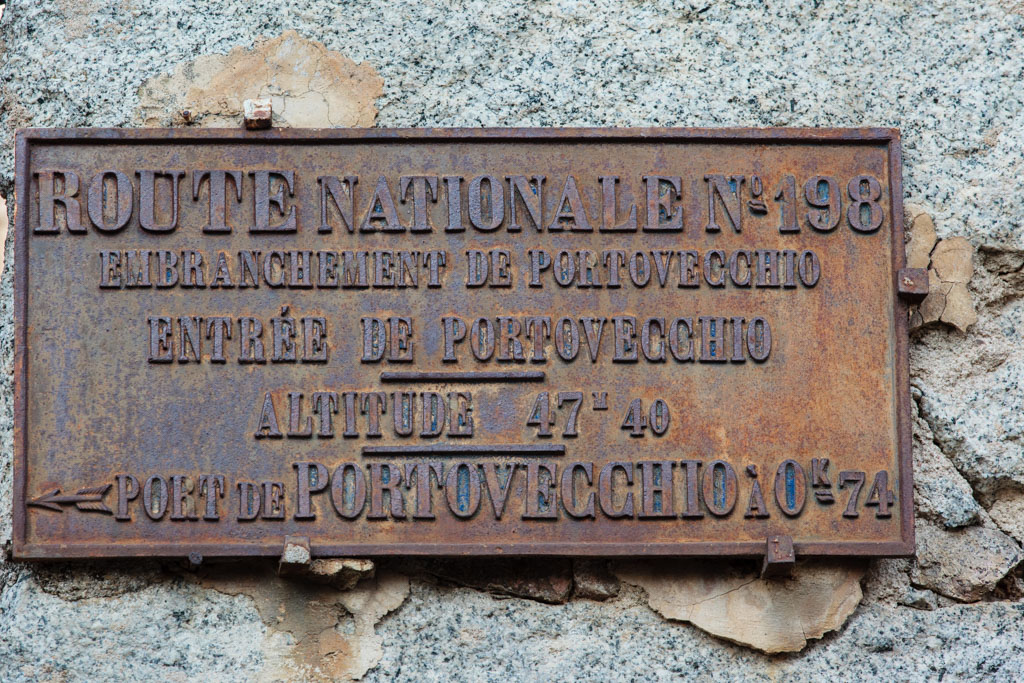 ROUTE NATIONALE Nº 198
EMBRANCHEMENT DE PORTOVECCHIO
ENTRÉE DE PORTOVECCHIO
ALTITUDE 47ᴹ 40
PORT DE PORTOVECCHIO À 0ᴷ 74